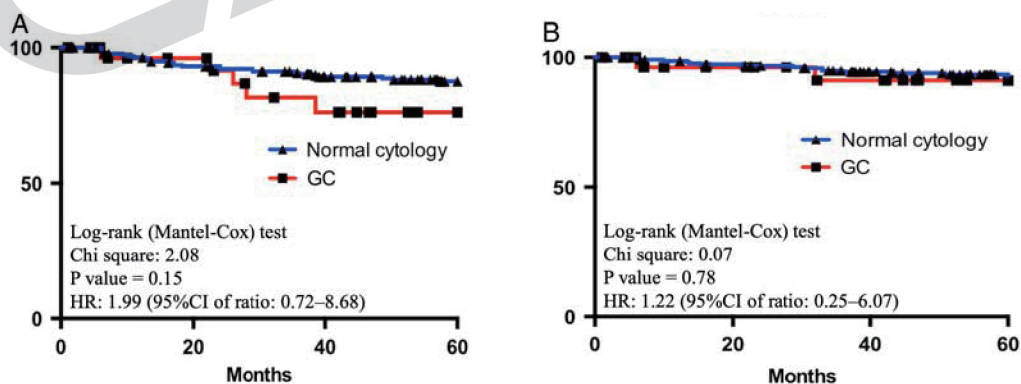 A
100
50
0
Normal cytology
GC
Log-rank (Mantel-Cox) test
Chi square: 2.08
P value = 0.15
HR: 1.99 (95%CI of ratio: 0.72–8.68)
0 20 40 60
Months
B
100
50
0
Normal cytology
GC
Log-rank (Mantel-Cox) test
Chi square: 0.07
P value = 0.78
HR: 1.22 (95%CI of ratio: 0.25–6.07)
0 20 40 60
Months